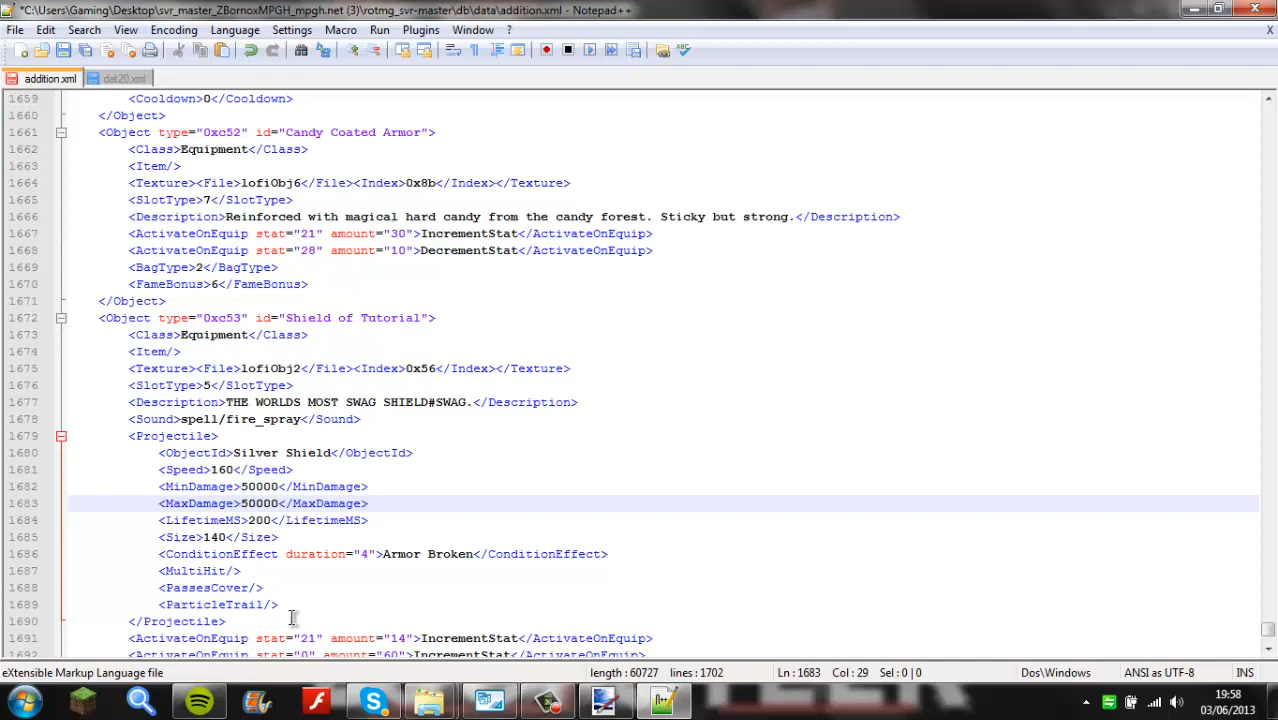 *C:\Users\Gaming\Desktop\svr_master_ZBornoxMPGH_mpgh.net (3)\rotmg_svr-master\db\data\addition.xml - Notepad++
File Edit Search View Encoding Language Settings Macro Run Plugins Window ? X
addition.xml dat20.xml
1659 <Cooldown>0</Cooldown>
1660 </Object>
1661 <Object type="0xc52" id="Candy Coated Armor">
1662 <Class>Equipment</Class>
1663 <Item/>
1664 <Texture><File>lofiObj6</File><Index>0x8b</Index></Texture>
1665 <SlotType>7</SlotType>
1666 <Description>Reinforced with magical hard candy from the candy forest. Sticky but strong.</Description>
1667 <ActivateOnEquip stat="21" amount="30">IncrementStat</ActivateOnEquip>
1668 <ActivateOnEquip stat="28" amount="10">DecrementStat</ActivateOnEquip>
1669 <BagType>2</BagType>
1670 <FameBonus>6</FameBonus>
1671 </Object>
1672 <Object type="0xc53" id="Shield of Tutorial">
1673 <Class>Equipment</Class>
1674 <Item/>
1675 <Texture><File>lofiObj2</File><Index>0x56</Index></Texture>
1676 <SlotType>5</SlotType>
1677 <Description>THE WORLDS MOST SWAG SHIELD#SWAG.</Description>
1678 <Sound>spell/fire_spray</Sound>
1679 <Projectile>
1680 <ObjectId>Silver Shield</ObjectId>
1681 <Speed>160</Speed>
1682 <MinDamage>50000</MinDamage>
1683 <MaxDamage>50000</MaxDamage>
1684 <LifetimeMS>200</LifetimeMS>
1685 <Size>140</Size>
1686 <ConditionEffect duration="4">Armor Broken</ConditionEffect>
1687 <MultiHit/>
1688 <PassesCover/>
1689 <ParticleTrail/>
1690 </Projectile>
1691 <ActivateOnEquip stat="21" amount="14">IncrementStat</ActivateOnEquip>
1692 <ActivateOnEquip stat="0" amount="60">IncrementStat</ActivateOnEquip>
eXtensible Markup Language file length : 60727 lines : 1702 Ln : 1683 Col : 29 Sel : 0 | 0 Dos\Windows ANSI as UTF-8 INS
19:58
03/06/2013